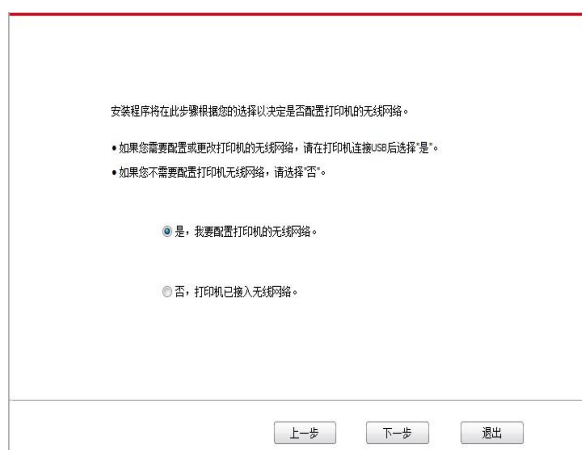 安装程序将在此步骤根据您的选择以决定是否配置打印机的无线网络。
•如果您需要配置或更改打印机的无线网络，请在打印机连接USB后选择"是"。
•如果您不需要配置打印机无线网络，请选择"否"。
是，我要配置打印机的无线网络。
否，打印机已接入无线网络。
上一步 下一步 退出